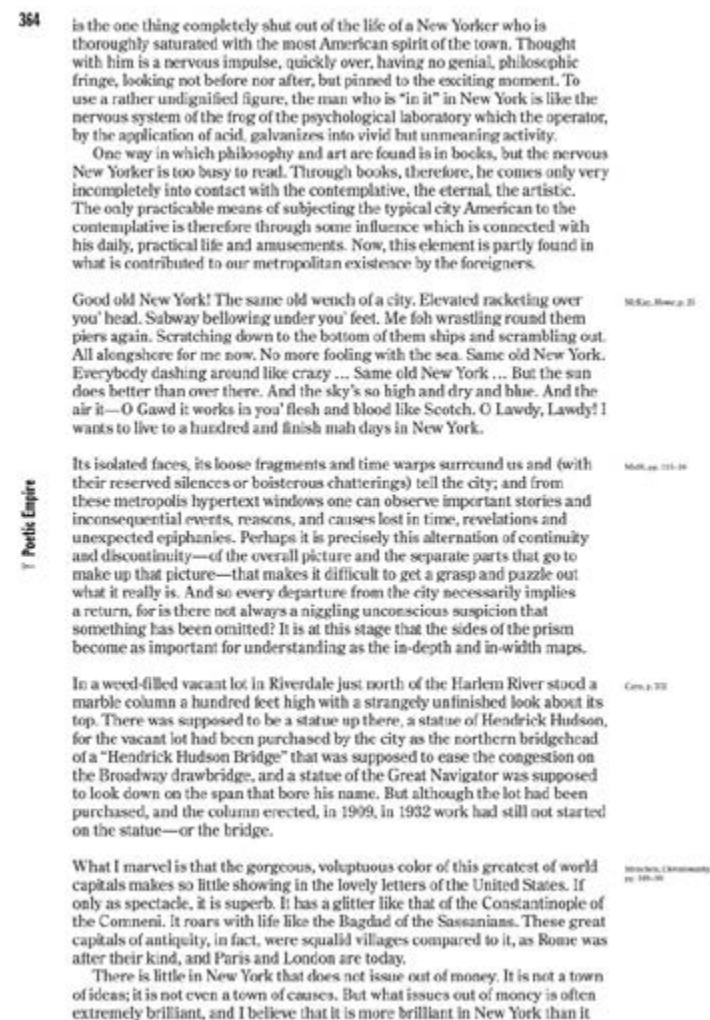 364
is the one thing completely shut out of the life of a New Yorker who is
thoroughly saturated with the most American spirit of the town. Thought
with him is a nervous impulse, quickly over, having no genial, philosophic
fringe, looking not before nor after, but pinned to the exciting moment. To
use a rather undignified figure, the man who is "in it" in New York is like the
nervous system of the frog of the psychological laboratory which the operator,
by the application of acid, galvanizes into vivid but unmeaning activity.
One way in which philosophy and art are found is in books, but the nervous
New Yorker is too busy to read. Through books, therefore, he comes only very
incompletely into contact with the contemplative, the eternal, the artistic.
The only practicable means of subjecting the typical city American to the
contemplative is therefore through some influence which is connected with
his daily, practical life and amusements. Now, this element is partly found in
what is contributed to our metropolitan existence by the foreigners.
Good old New York! The same old wench of a city. Elevated racketing over
you' head. Subway bellowing under you' feet. Me foh wrastling round them
piers again. Scratching down to the bottom of them ships and scrambling out.
All alongshore for me now. No more fooling with the sea. Same old New York.
Everybody dashing around like crazy ... Same old New York ... But the sun
does better than over there. And the sky's so high and dry and blue. And the
air it—O Gawd it works in you' flesh and blood like Scotch. O Lawdy, Lawdy! I
wants to live to a hundred and finish mah days in New York.
McKay, Home, p. 25
Its isolated faces, its loose fragments and time warps surround us and (with
their reserved silences or boisterous chatterings) tell the city; and from
these metropolis hypertext windows one can observe important stories and
inconsequential events, reasons, and causes lost in time, revelations and
unexpected epiphanies. Perhaps it is precisely this alternation of continuity
and discontinuity—of the overall picture and the separate parts that go to
make up that picture—that makes it difficult to get a grasp and puzzle out
what it really is. And so every departure from the city necessarily implies
a return, for is there not always a niggling unconscious suspicion that
something has been omitted? It is at this stage that the sides of the prism
become as important for understanding as the in-depth and in-width maps.
Poetic Empire
In a weed-filled vacant lot in Riverdale just north of the Harlem River stood a
marble column a hundred feet high with a strangely unfinished look about its
top. There was supposed to be a statue up there, a statue of Hendrick Hudson,
for the vacant lot had been purchased by the city as the northern bridgehead
of a "Hendrick Hudson Bridge" that was supposed to ease the congestion on
the Broadway drawbridge, and a statue of the Great Navigator was supposed
to look down on the span that bore his name. But although the lot had been
purchased, and the column erected, in 1909, in 1932 work had still not started
on the statue—or the bridge.
What I marvel is that the gorgeous, voluptuous color of this greatest of world
capitals makes so little showing in the lovely letters of the United States. If
only as spectacle, it is superb. It has a glitter like that of the Constantinople of
the Comneni. It roars with life like the Bagdad of the Sassanians. These great
capitals of antiquity, in fact, were squalid villages compared to it, as Rome was
after their kind, and Paris and London are today.
There is little in New York that does not issue out of money. It is not a town
of ideas; it is not even a town of causes. But what issues out of money is often
extremely brilliant, and I believe that it is more brilliant in New York than it